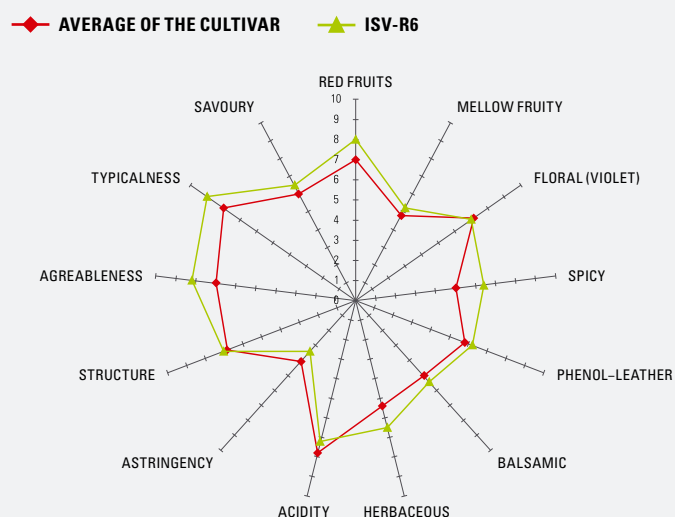 AVERAGE OF THE CULTIVAR ISV-R6
RED FRUITS
SAVOURY
MELLOW FRUITY
TYPICALNESS
FLORAL (VIOLET)
AGREABLENESS
SPICY
STRUCTURE
PHENOL–LEATHER
ASTRINGENCY
BALSAMIC
ACIDITY
HERBACEOUS
10
9
8
7
6
5
4
3
2
1
0